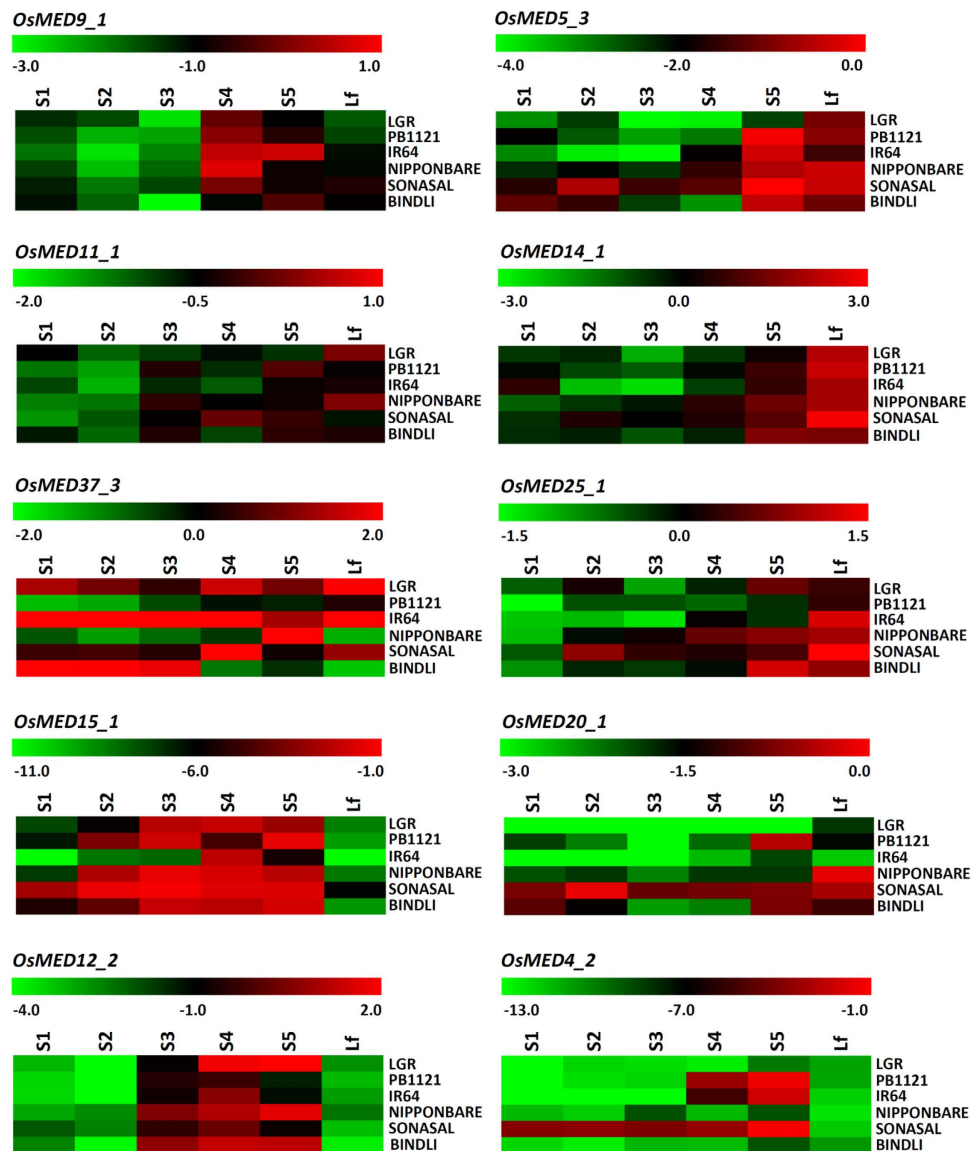 OsMED9_1
-3.0 -1.0 1.0
S1 S2 S3 S4 S5 Lf
LGR
PB1121
IR64
NIPPONBARE
SONASAL
BINDLI
OsMED5_3
-4.0 -2.0 0.0
S1 S2 S3 S4 S5 Lf
LGR
PB1121
IR64
NIPPONBARE
SONASAL
BINDLI
OsMED11_1
-2.0 -0.5 1.0
S1 S2 S3 S4 S5 Lf
LGR
PB1121
IR64
NIPPONBARE
SONASAL
BINDLI
OsMED14_1
-3.0 0.0 3.0
S1 S2 S3 S4 S5 Lf
LGR
PB1121
IR64
NIPPONBARE
SONASAL
BINDLI
OsMED37_3
-2.0 0.0 2.0
S1 S2 S3 S4 S5 Lf
LGR
PB1121
IR64
NIPPONBARE
SONASAL
BINDLI
OsMED25_1
-1.5 0.0 1.5
S1 S2 S3 S4 S5 Lf
LGR
PB1121
IR64
NIPPONBARE
SONASAL
BINDLI
OsMED15_1
-11.0 -6.0 -1.0
S1 S2 S3 S4 S5 Lf
LGR
PB1121
IR64
NIPPONBARE
SONASAL
BINDLI
OsMED20_1
-3.0 -1.5 0.0
S1 S2 S3 S4 S5 Lf
LGR
PB1121
IR64
NIPPONBARE
SONASAL
BINDLI
OsMED12_2
-4.0 -1.0 2.0
S1 S2 S3 S4 S5 Lf
LGR
PB1121
IR64
NIPPONBARE
SONASAL
BINDLI
OsMED4_2
-13.0 -7.0 -1.0
S1 S2 S3 S4 S5 Lf
LGR
PB1121
IR64
NIPPONBARE
SONASAL
BINDLI